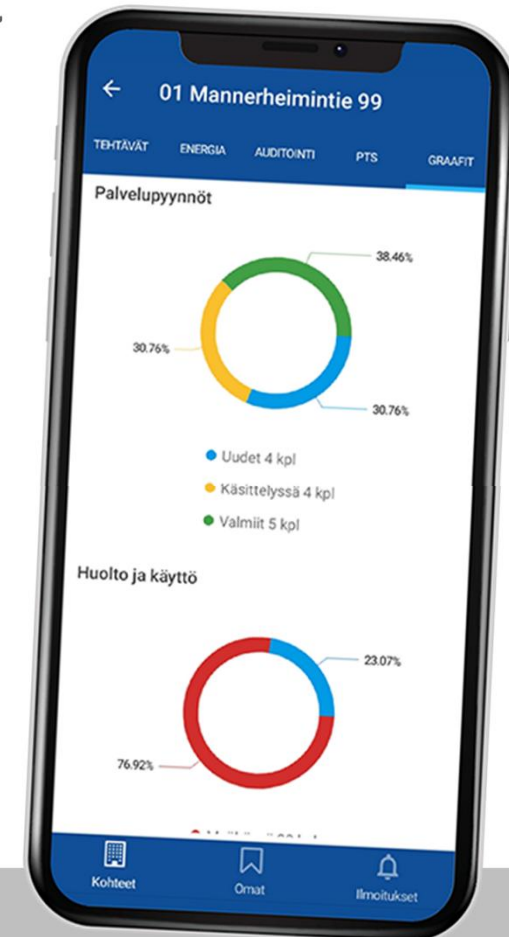 01 Mannerheimintie 99
TEHTÄVÄT ENERGIA AUDITOINTI PTS GRAAFIT
Palvelupyynnöt
38.46%
30.76%
30.76%
Uudet 4 kpl
Käsittelyssä 4 kpl
Valmiit 5 kpl
Huolto ja käyttö
23.07%
76.92%
Kohteet Omat Ilmoitukset